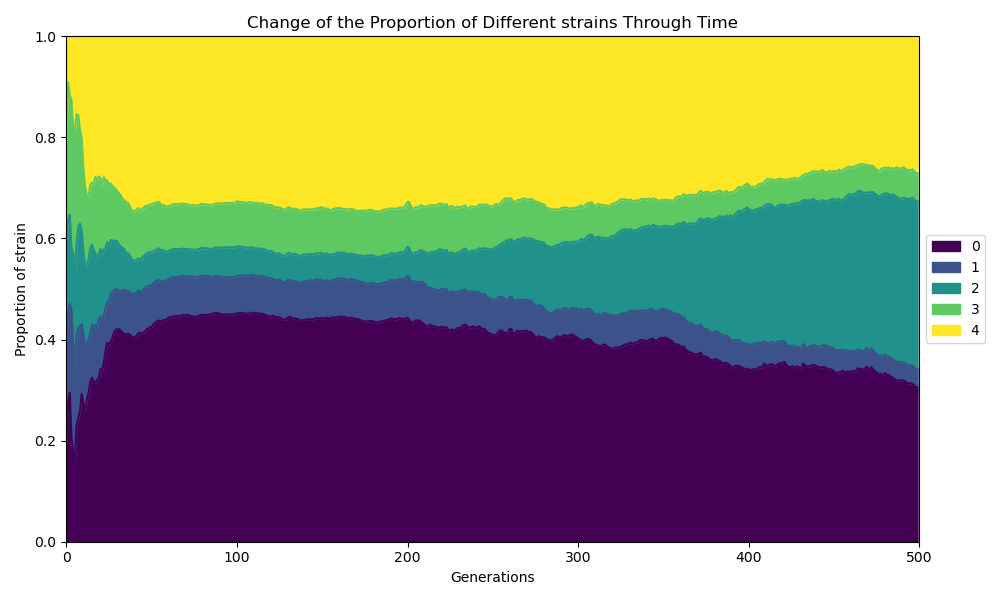 Change of the Proportion of Different strains Through Time
1.0
0.8
0.6
0.4
0.2
0.0
Proportion of strain
0 100 200 300 400 500
Generations
0
1
2
3
4